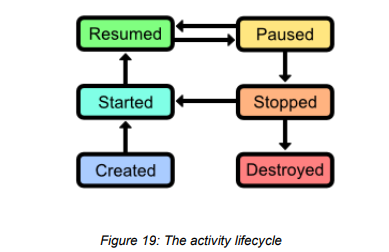 Resumed
Paused
Started
Stopped
Created
Destroyed
Figure 19: The activity lifecycle